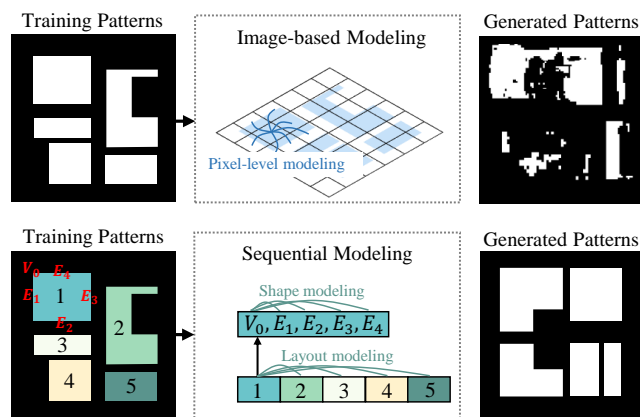 Training Patterns
Image-based Modeling
Generated Patterns
Pixel-level modeling
Training Patterns
Sequential Modeling
Generated Patterns
V₀ E₄
E₁ 1 E₃
E₂
2
3
4
5
Shape modeling
V₀, E₁, E₂, E₃, E₄
Layout modeling
1 2 3 4 5